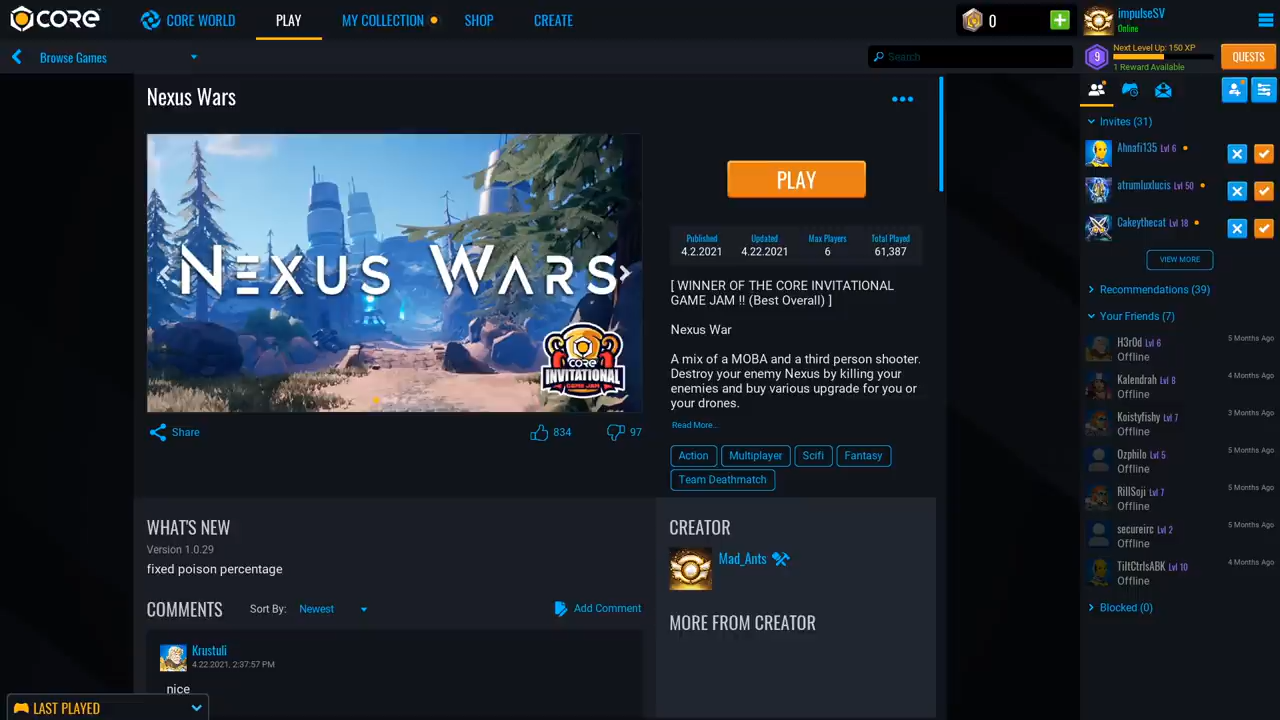 CORE
CORE WORLD
PLAY
MY COLLECTION
SHOP
CREATE
0
impulseSV
Online
Browse Games
Search
9
Next Level Up: 150 XP
1 Reward Available
QUESTS
Nexus Wars
NEXUS WARS
CORE
INVITATIONAL
GAME JAM
Share
834
97
PLAY
Published
4.2.2021
Updated
4.22.2021
Max Players
6
Total Played
61,387
[ WINNER OF THE CORE INVITATIONAL
GAME JAM !! (Best Overall) ]
Nexus War
A mix of a MOBA and a third person shooter.
Destroy your enemy Nexus by killing your
enemies and buy various upgrade for you or
your drones.
Read More...
Action
Multiplayer
Scifi
Fantasy
Team Deathmatch
WHAT'S NEW
Version 1.0.29
fixed poison percentage
COMMENTS
Sort By:
Newest
Add Comment
Krustuli
4.22.2021, 2:37:57 PM
nice
CREATOR
Mad_Ants
MORE FROM CREATOR
LAST PLAYED
Invites (31)
Ahnafi135 Lvl 6
atrumluxlucis Lvl 50
Cakeythecat Lvl 18
VIEW MORE
Recommendations (39)
Your Friends (7)
H3r0d Lvl 6
Offline
5 Months Ago
Kalendrah Lvl 8
Offline
4 Months Ago
Koistyfishy Lvl 7
Offline
3 Months Ago
Ozphilo Lvl 5
Offline
5 Months Ago
RillSoji Lvl 7
Offline
5 Months Ago
secureirc Lvl 2
Offline
5 Months Ago
TiltCtrlsABK Lvl 10
Offline
4 Months Ago
Blocked (0)